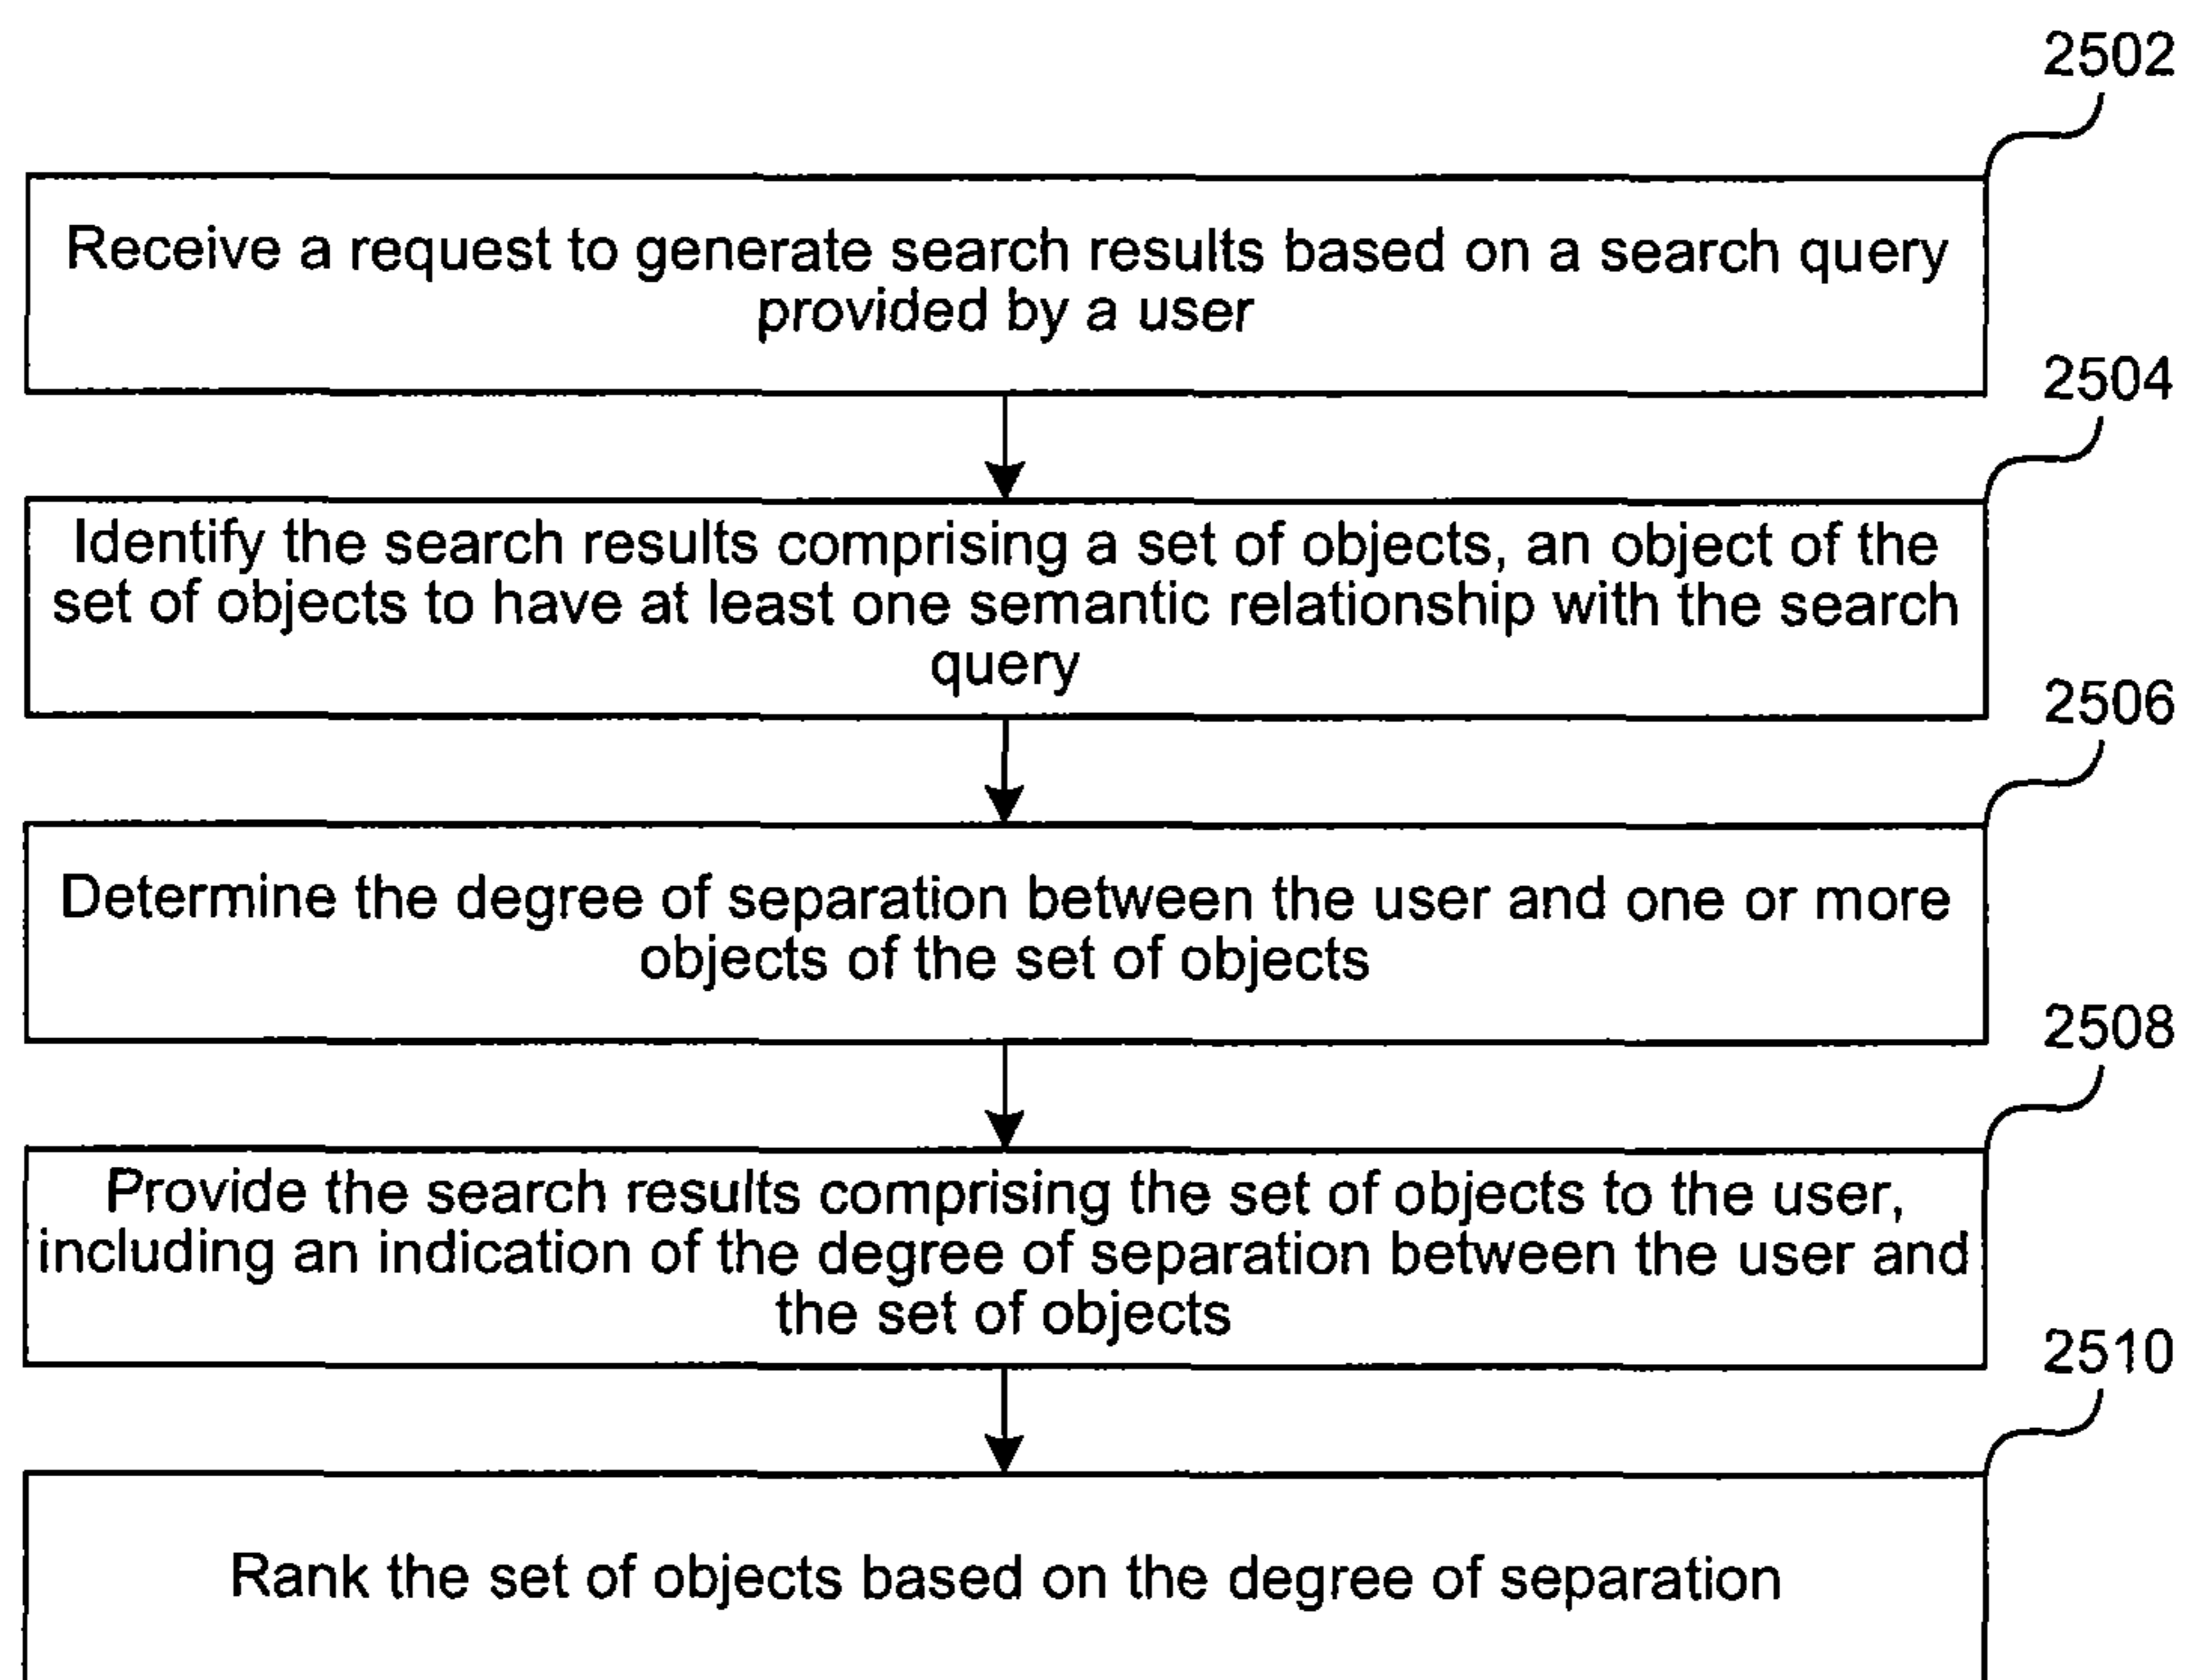 2502
Receive a request to generate search results based on a search query
provided by a user
2504
Identify the search results comprising a set of objects, an object of the
set of objects to have at least one semantic relationship with the search
query
2506
Determine the degree of separation between the user and one or more
objects of the set of objects
2508
Provide the search results comprising the set of objects to the user,
including an indication of the degree of separation between the user and
the set of objects
2510
Rank the set of objects based on the degree of separation